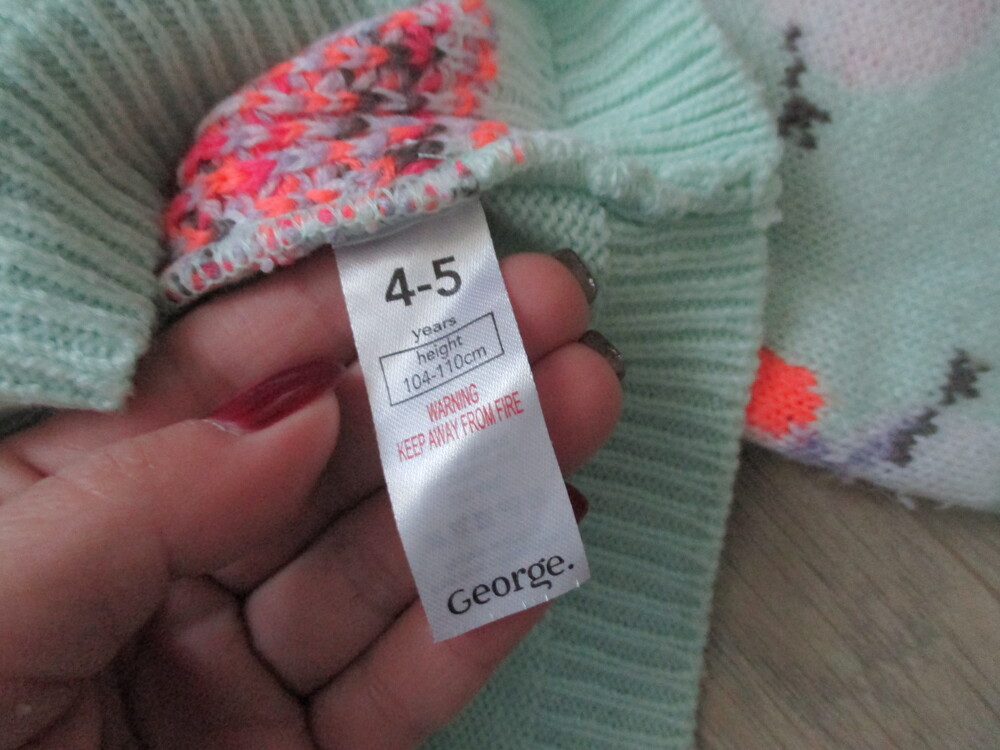 4-5
years
height
104-110cm
WARNING
KEEP AWAY FROM FIRE
George.